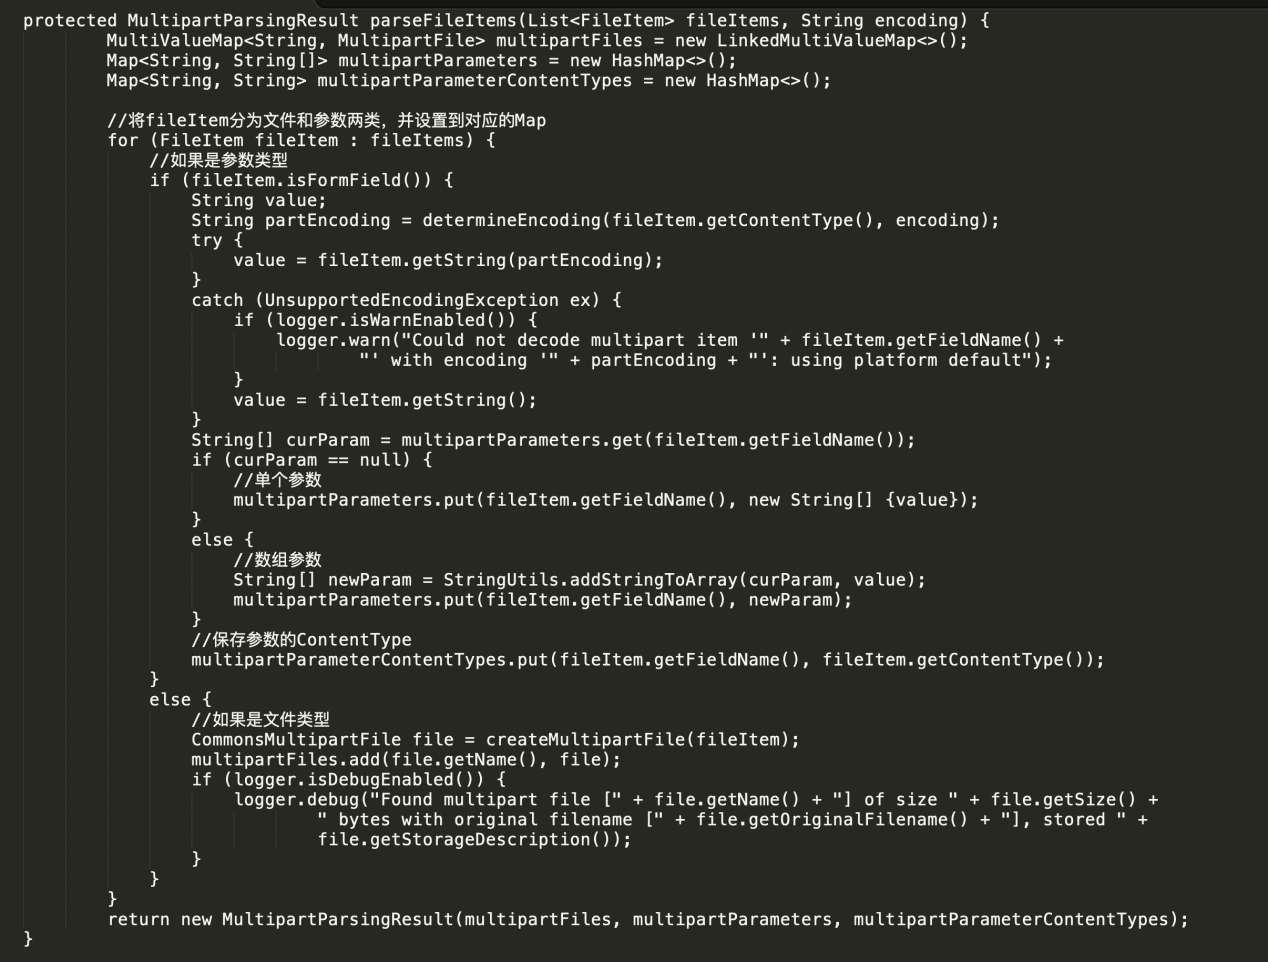 protected MultipartParsingResult parseFileItems(List<FileItem> fileItems, String encoding) {
        MultiValueMap<String, MultipartFile> multipartFiles = new LinkedMultiValueMap<>();
        Map<String, String[]> multipartParameters = new HashMap<>();
        Map<String, String> multipartParameterContentTypes = new HashMap<>();

        //将fileItem分为文件和参数两类，并设置到对应的Map
        for (FileItem fileItem : fileItems) {
            //如果是参数类型
            if (fileItem.isFormField()) {
                String value;
                String partEncoding = determineEncoding(fileItem.getContentType(), encoding);
                try {
                    value = fileItem.getString(partEncoding);
                }
                catch (UnsupportedEncodingException ex) {
                    if (logger.isWarnEnabled()) {
                        logger.warn("Could not decode multipart item '" + fileItem.getFieldName() +
                                "' with encoding '" + partEncoding + "': using platform default");
                    }
                    value = fileItem.getString();
                }
                String[] curParam = multipartParameters.get(fileItem.getFieldName());
                if (curParam == null) {
                    //单个参数
                    multipartParameters.put(fileItem.getFieldName(), new String[] {value});
                }
                else {
                    //数组参数
                    String[] newParam = StringUtils.addStringToArray(curParam, value);
                    multipartParameters.put(fileItem.getFieldName(), newParam);
                }
                //保存参数的ContentType
                multipartParameterContentTypes.put(fileItem.getFieldName(), fileItem.getContentType());
            }
            else {
                //如果是文件类型
                CommonsMultipartFile file = createMultipartFile(fileItem);
                multipartFiles.add(file.getName(), file);
                if (logger.isDebugEnabled()) {
                    logger.debug("Found multipart file [" + file.getName() + "] of size " + file.getSize() +
                            " bytes with original filename [" + file.getOriginalFilename() + "], stored " +
                            file.getStorageDescription());
                }
            }
        }
        return new MultipartParsingResult(multipartFiles, multipartParameters, multipartParameterContentTypes);
}